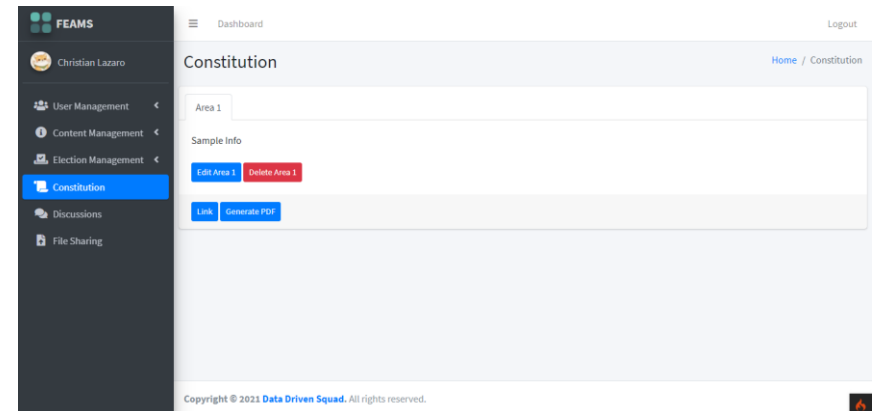 FEAMS
Dashboard
Logout
Christian Lazaro
Constitution
Home / Constitution
User Management
Content Management
Election Management
Constitution
Discussions
File Sharing
Area 1
Sample Info
Edit Area 1
Delete Area 1
Link
Generate PDF
Copyright © 2021 Data Driven Squad. All rights reserved.